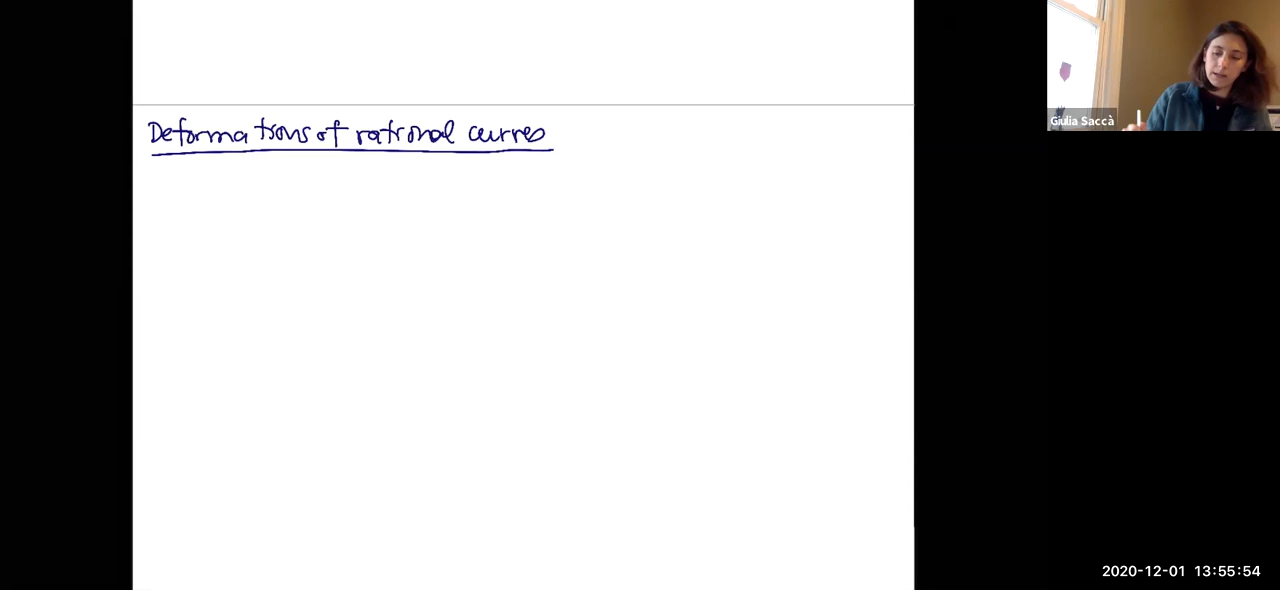 Deformations of rational curves
Giulia Saccà
2020-12-01 13:55:54